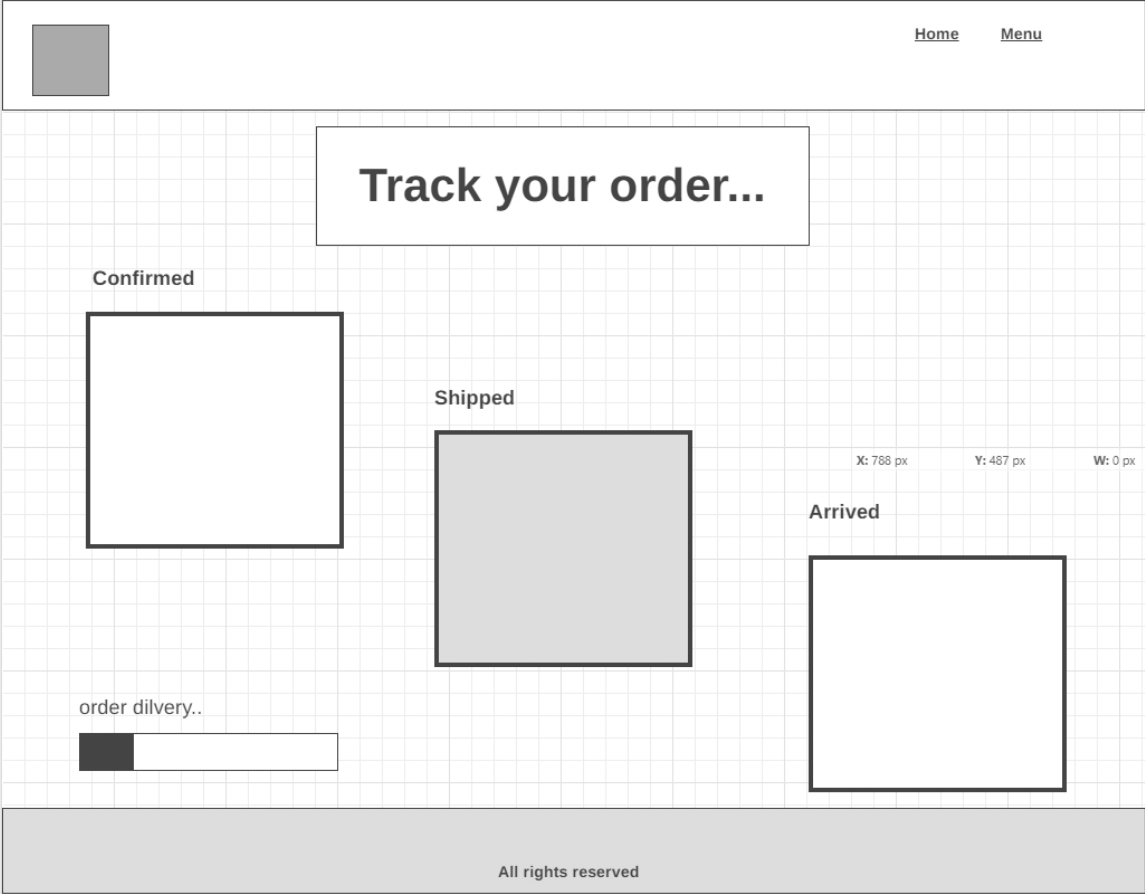 Home Menu
Track your order...
Confirmed
Shipped
X: 788 px Y: 487 px W: 0 px
Arrived
order dilvery..
All rights reserved